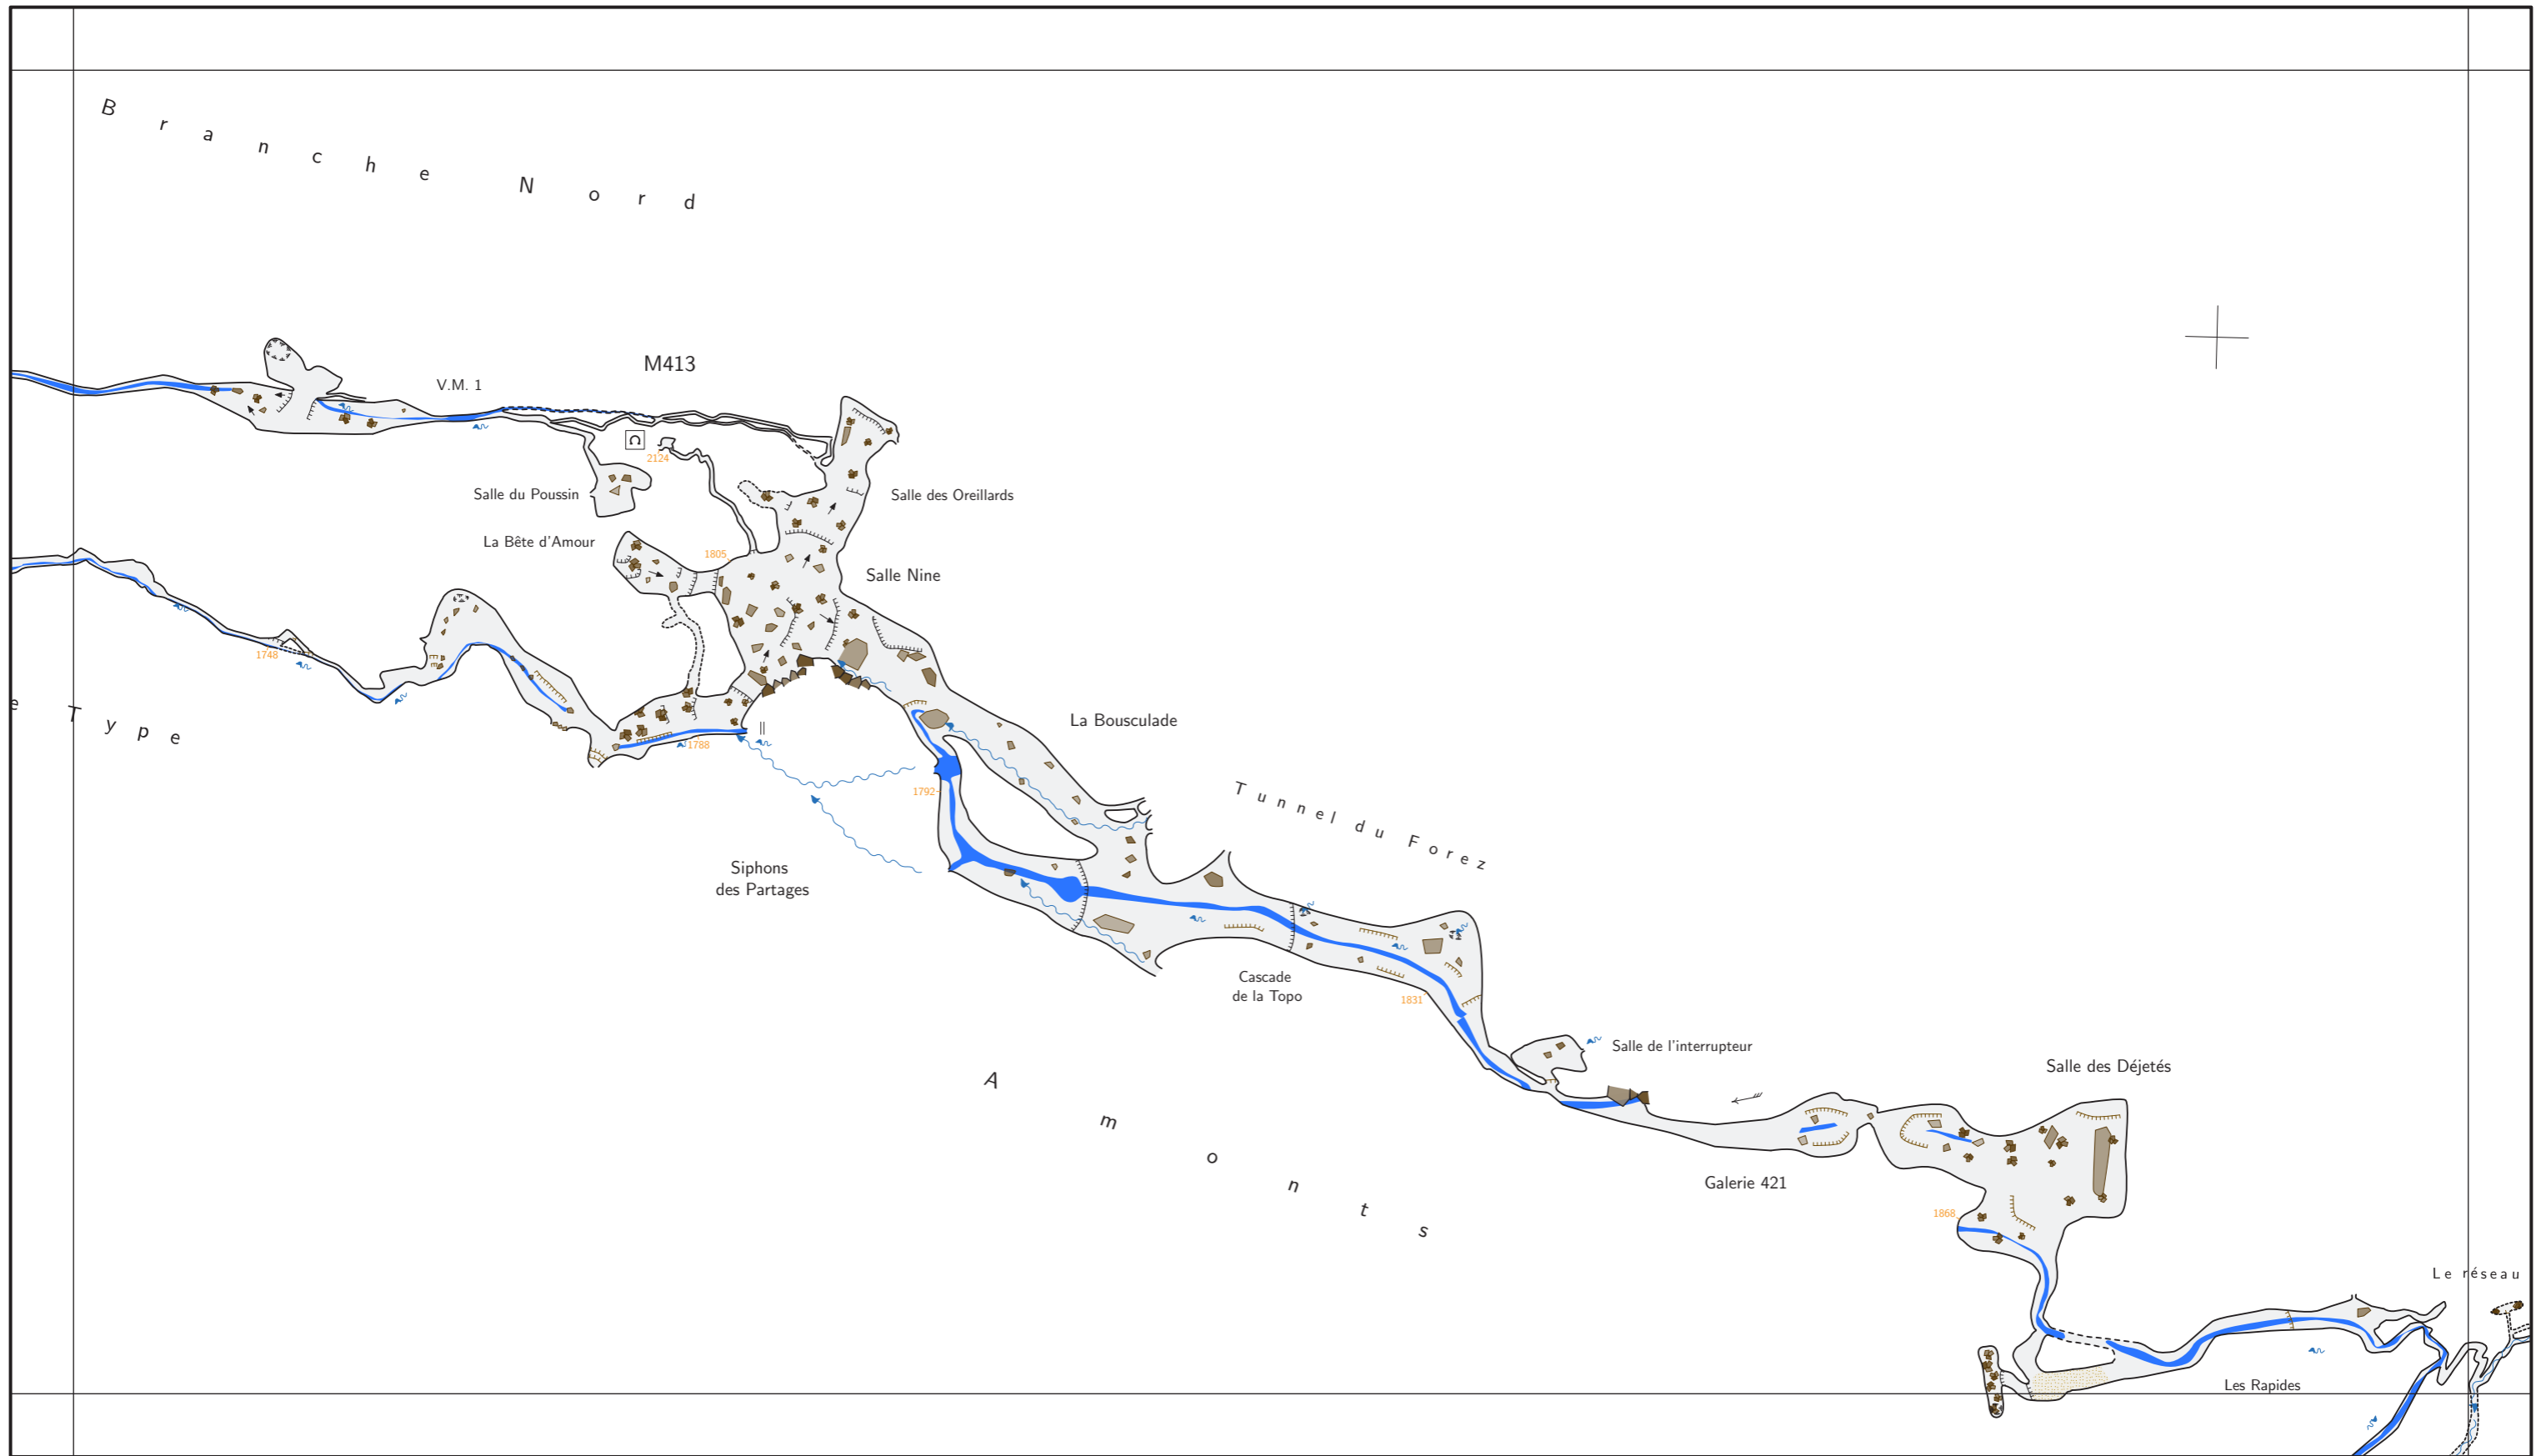 Branche Nord
M413
V.M. 1
2124
Salle du Poussin
Salle des Oreillards
La Bête d'Amour
1805
Salle Nine
1748
Type
La Bousculade
1788
1792
Tunnel du Forez
Siphons
des Partages
Cascade
de la Topo
1831
Salle de l'interrupteur
Salle des Déjetés
Amonts
Galerie 421
1868
Le réseau
Les Rapides